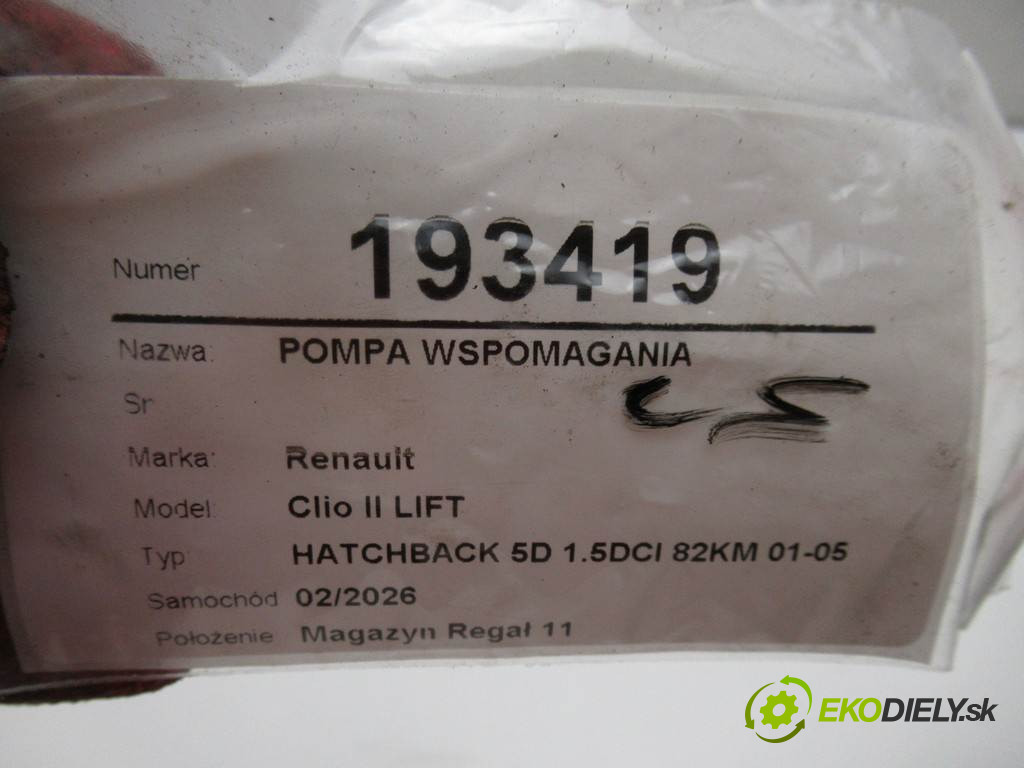 Numer 193419
Nazwa: POMPA WSPOMAGANIA
Sr
Marka: Renault
Model: Clio II LIFT
Typ HATCHBACK 5D 1.5DCI 82KM 01-05
Samochód 02/2026
Położenie Magazyn Regał 11
EKODIELY.sk